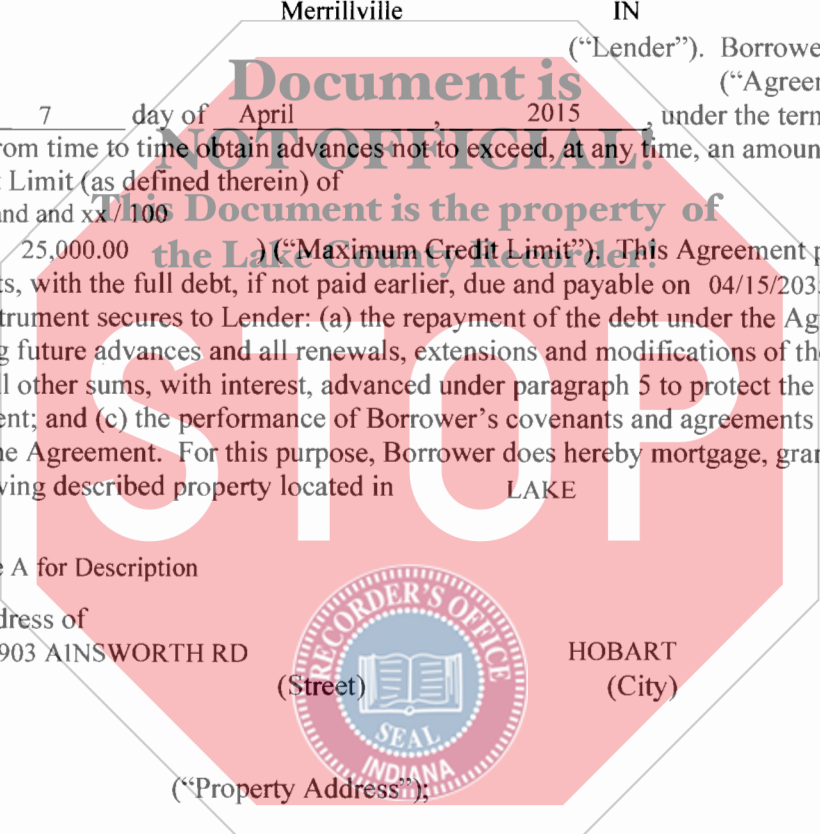 Merrillville IN
(“Lender”). Borrowe
Document is
(“Agreer
7 day of April , 2015 , under the term
NOT OFFICIAL!
rom time to time obtain advances not to exceed, at any time, an amoun
t Limit (as defined therein) of
and and xx / 100
This Document is the property of
25,000.00 ) (“Maximum Credit Limit”). This Agreement p
the Lake County Recorder!
ts, with the full debt, if not paid earlier, due and payable on 04/15/203
trument secures to Lender: (a) the repayment of the debt under the Ag
g future advances and all renewals, extensions and modifications of th
l other sums, with interest, advanced under paragraph 5 to protect the
ent; and (c) the performance of Borrower’s covenants and agreements
he Agreement. For this purpose, Borrower does hereby mortgage, gran
ving described property located in LAKE
STOP
e A for Description
dress of
903 AINSWORTH RD HOBART
(Street) (City)
RECORDER'S OFFICE
SEAL
INDIANA
(“Property Address”);